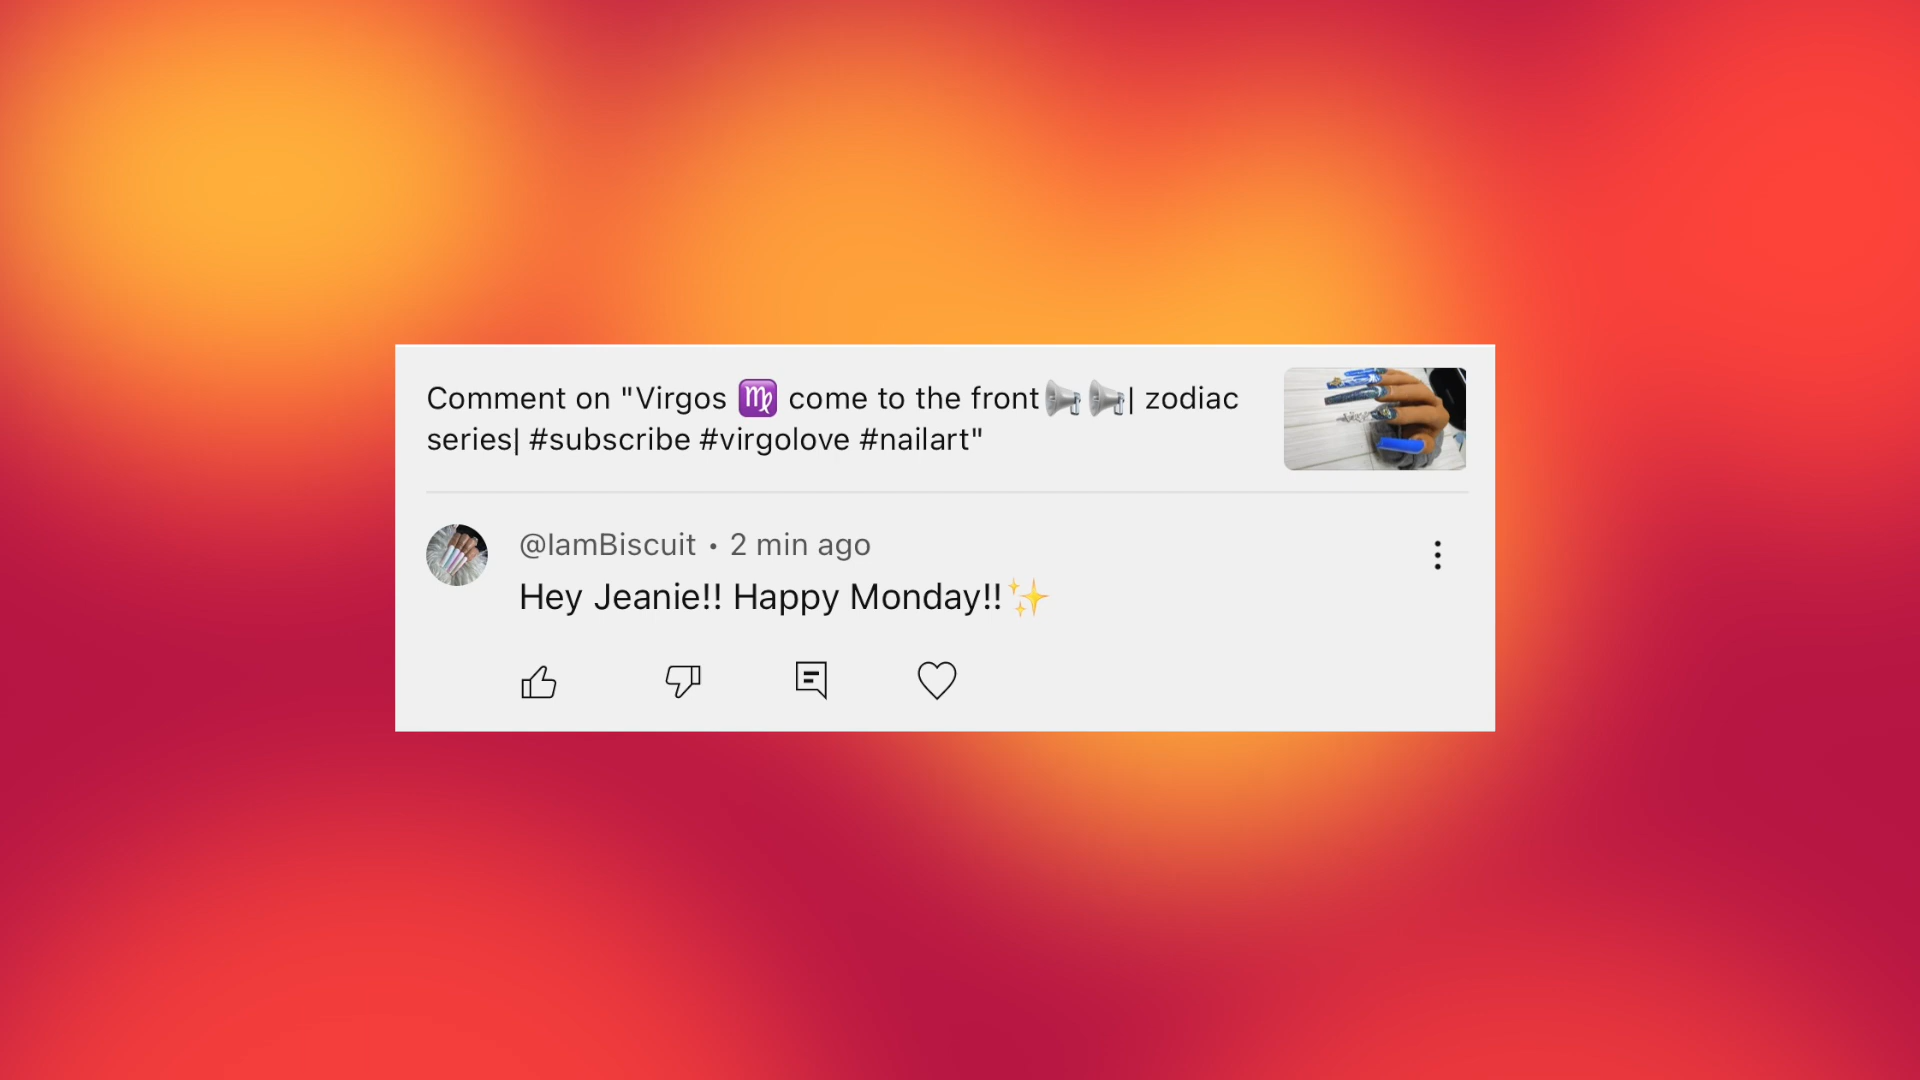 Comment on "Virgos ♍ come to the front📢📢| zodiac
series| #subscribe #virgolove #nailart"
@IamBiscuit • 2 min ago
Hey Jeanie!! Happy Monday!!✨